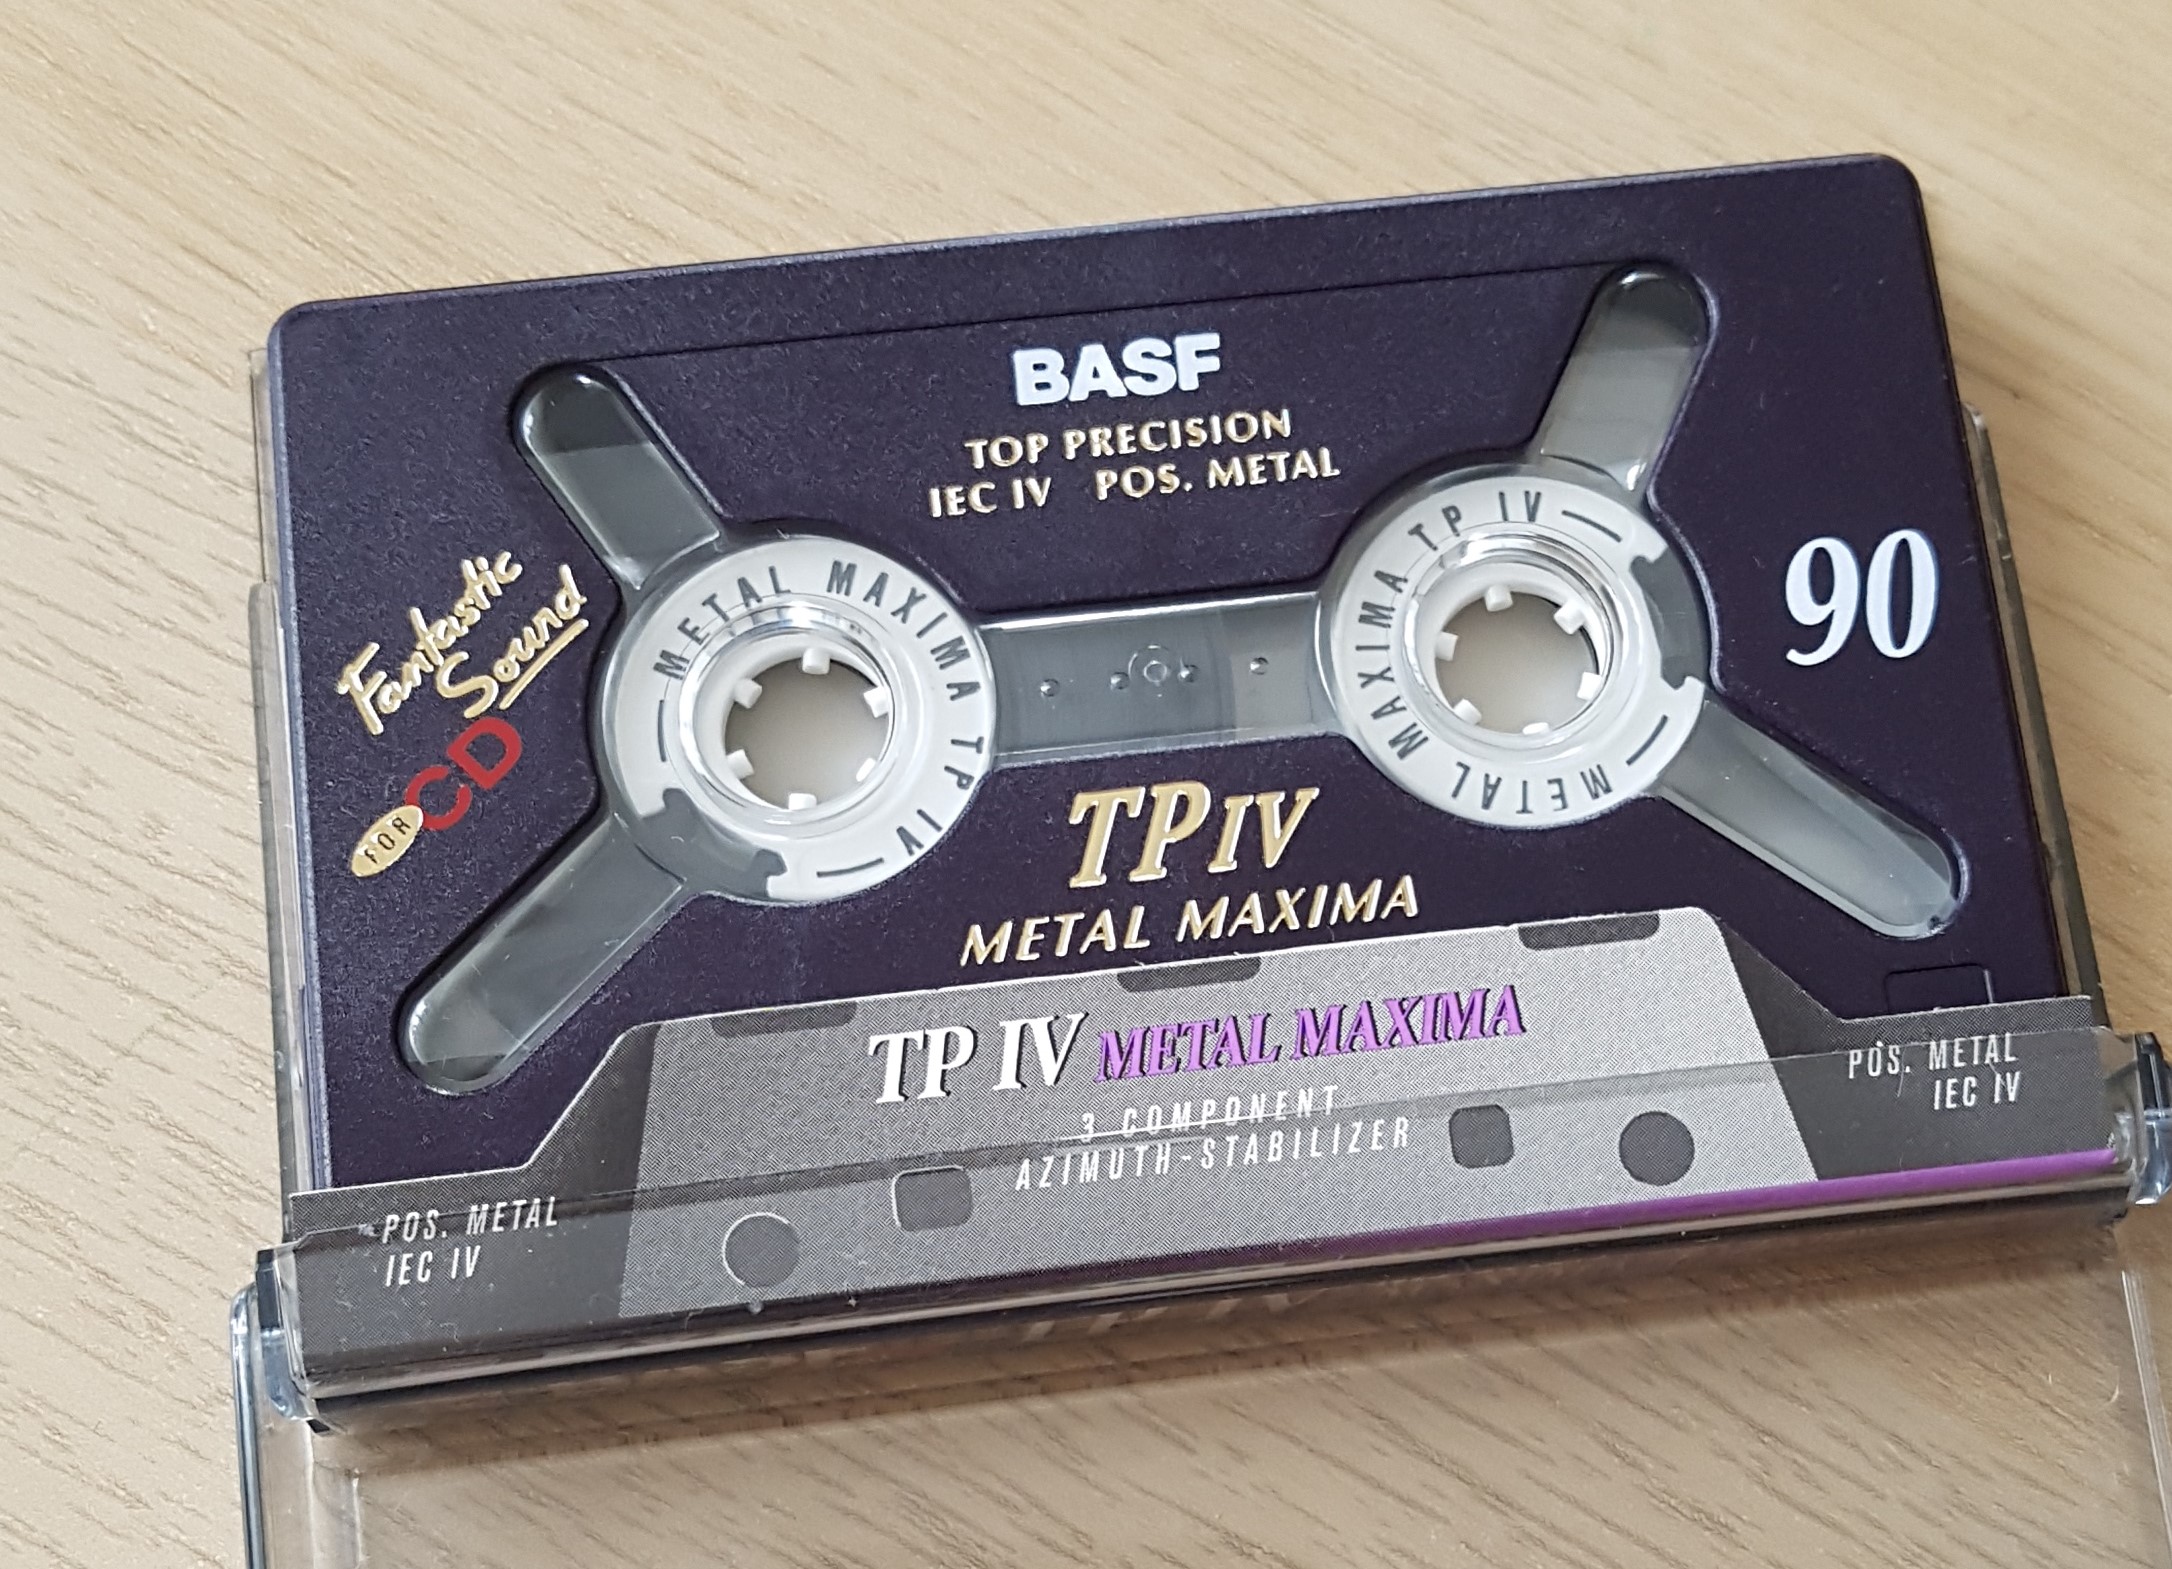 BASF
TOP PRECISION
IEC IV POS. METAL
Fantastic
Sound
FOR CD
90
METAL MAXIMA TP IV
METAL MAXIMA TP IV
TP IV
METAL MAXIMA
TP IV METAL MAXIMA
3 COMPONENT
AZIMUTH-STABILIZER
POS. METAL
IEC IV
POS. METAL
IEC IV